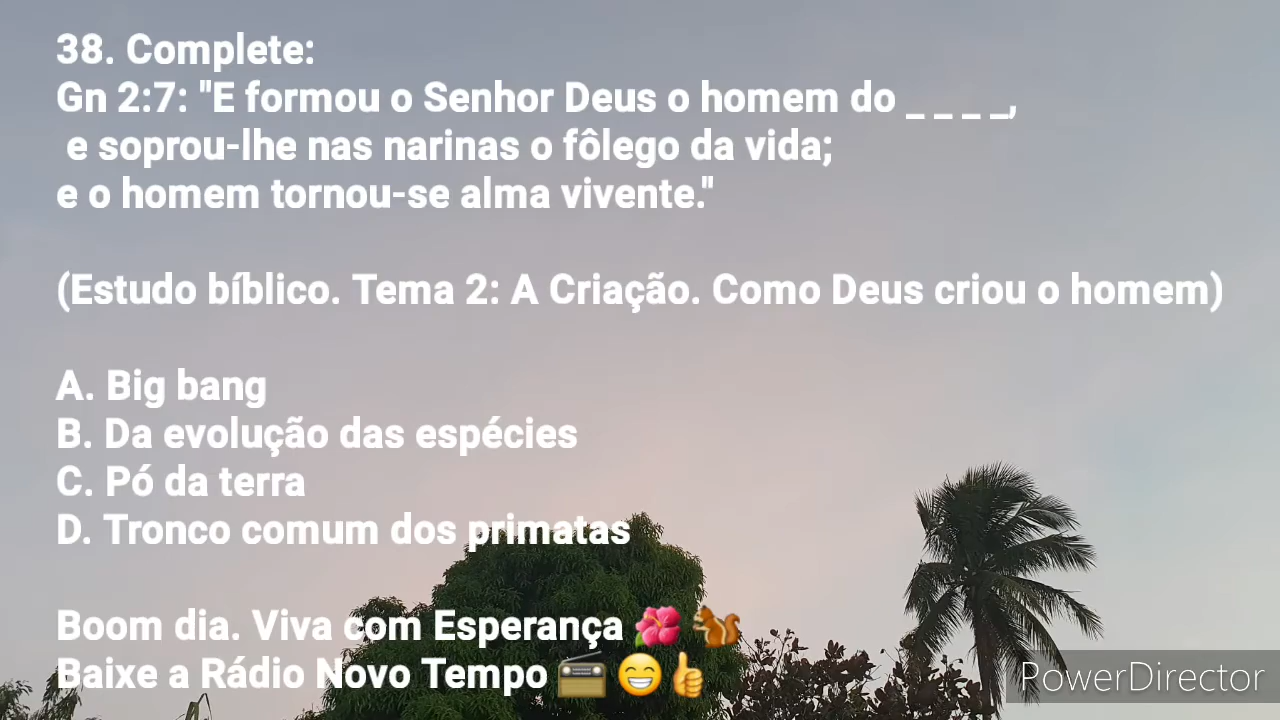 38. Complete:
Gn 2:7: "E formou o Senhor Deus o homem do _ _ _ _,
e soprou-lhe nas narinas o fôlego da vida;
e o homem tornou-se alma vivente."
(Estudo bíblico. Tema 2: A Criação. Como Deus criou o homem)
A. Big bang
B. Da evolução das espécies
C. Pó da terra
D. Tronco comum dos primatas
Boom dia. Viva com Esperança 🌺🐿️
Baixe a Rádio Novo Tempo 📻😁👍
PowerDirector